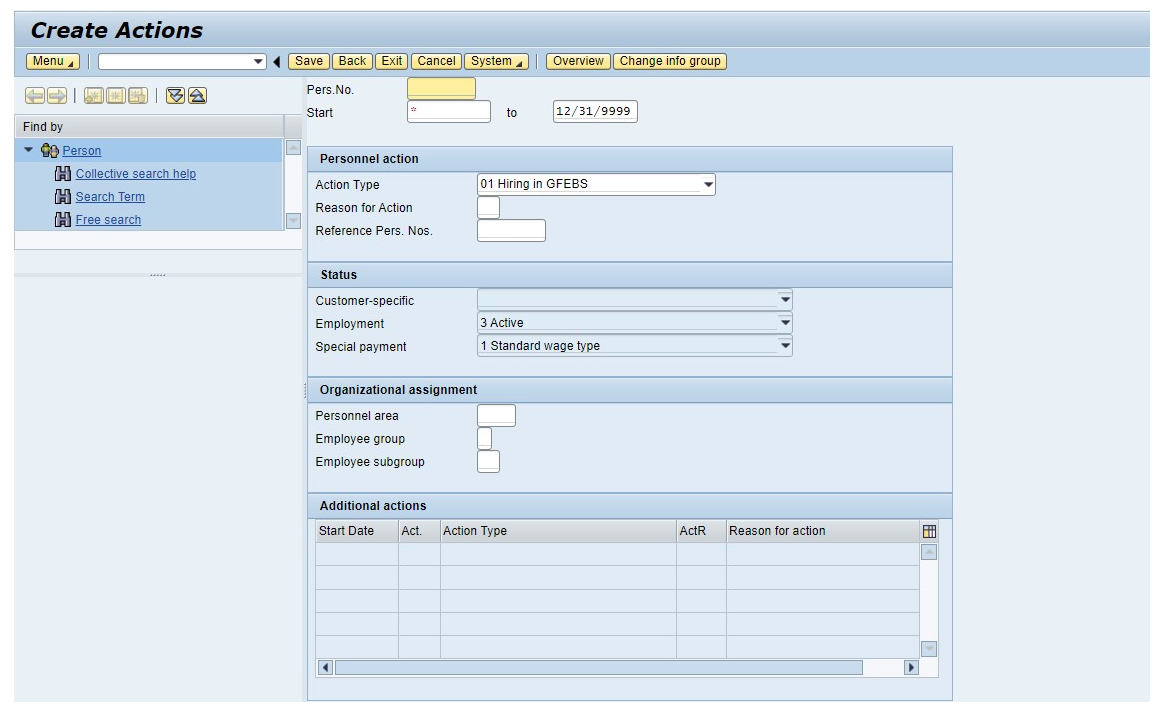 Create Actions
Menu Save Back Exit Cancel System Overview Change info group
Pers.No.
Start * to 12/31/9999
Find by
Person
Collective search help
Search Term
Free search
Personnel action
Action Type 01 Hiring in GFEBS
Reason for Action
Reference Pers. Nos.
Status
Customer-specific
Employment 3 Active
Special payment 1 Standard wage type
Organizational assignment
Personnel area
Employee group
Employee subgroup
Additional actions
Start Date Act. Action Type ActR Reason for action